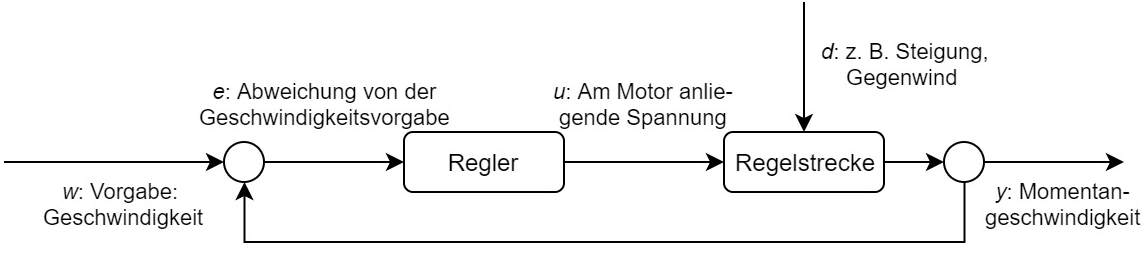 w: Vorgabe:
Geschwindigkeit
e: Abweichung von der
Geschwindigkeitsvorgabe
Regler
u: Am Motor anlie-
gende Spannung
d: z. B. Steigung,
Gegenwind
Regelstrecke
y: Momentan-
geschwindigkeit